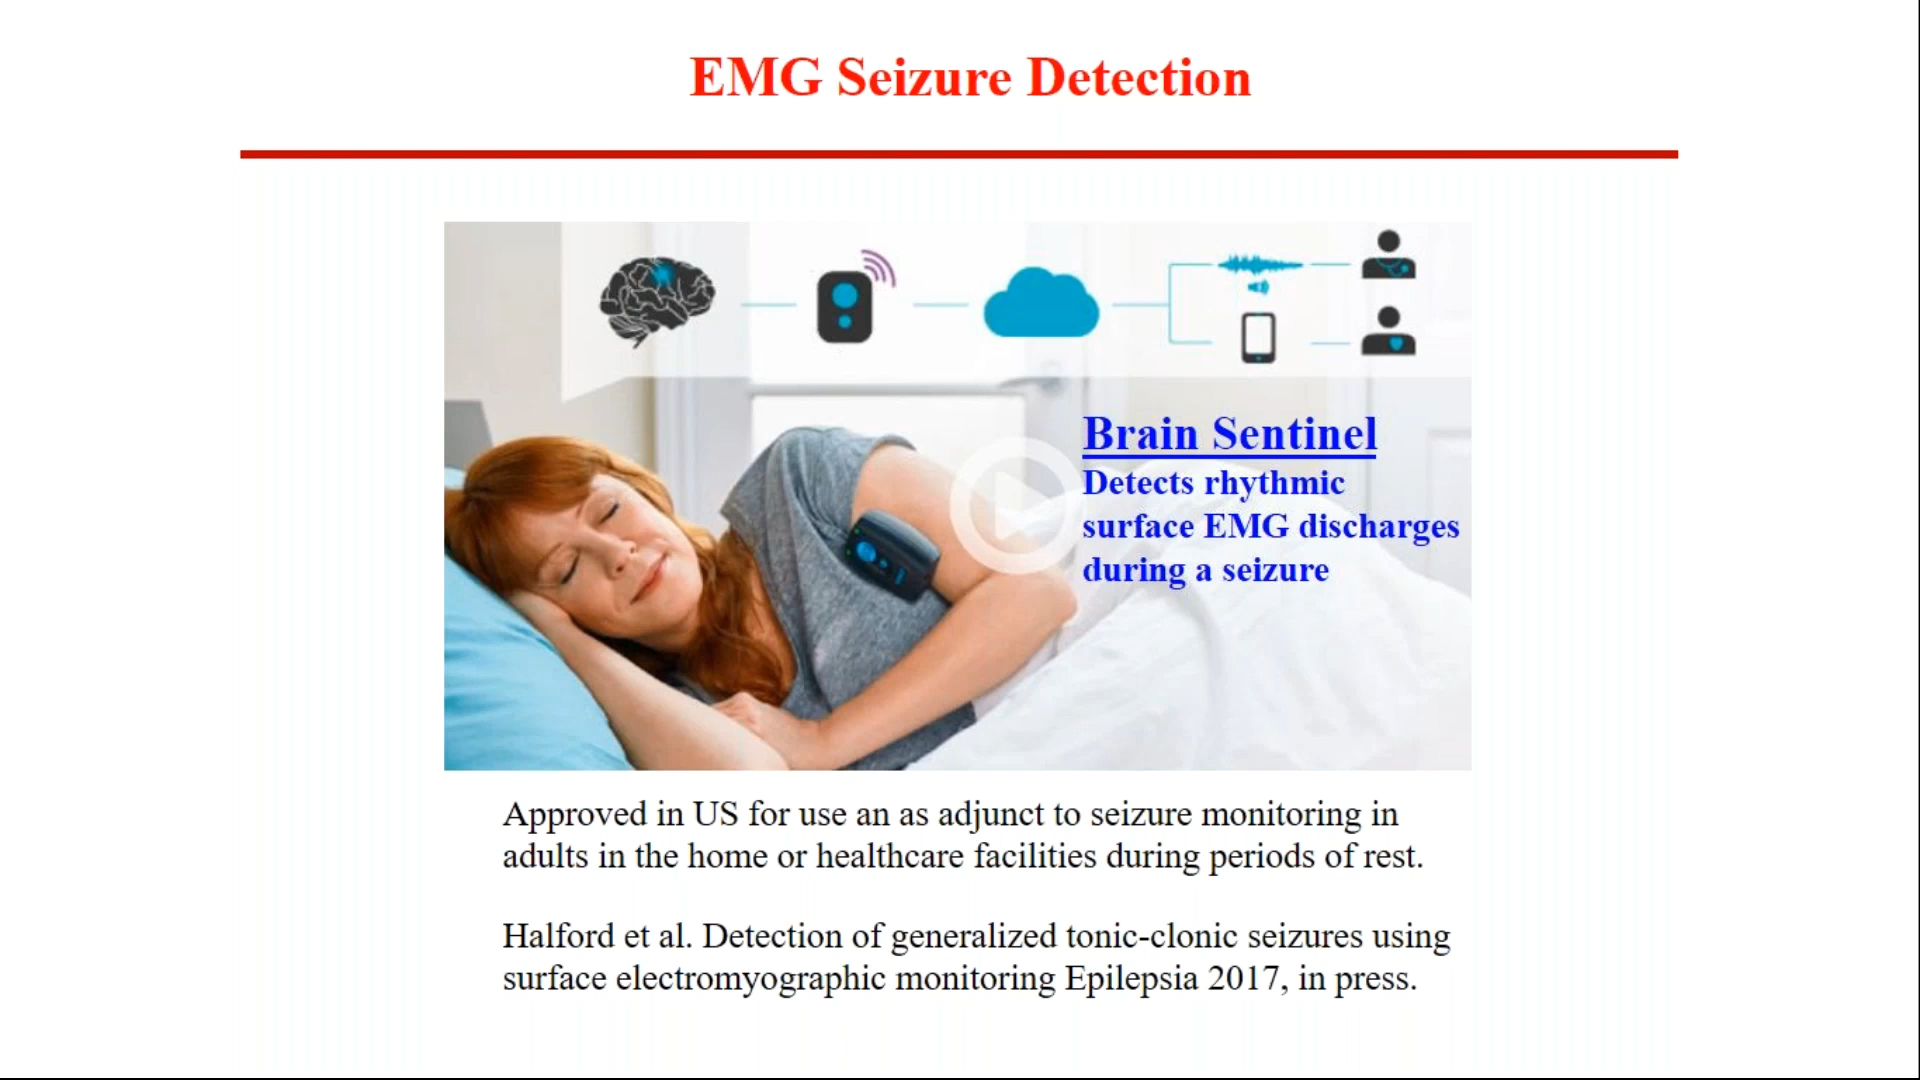 EMG Seizure Detection
Brain Sentinel
Detects rhythmic
surface EMG discharges
during a seizure
Approved in US for use an as adjunct to seizure monitoring in
adults in the home or healthcare facilities during periods of rest.
Halford et al. Detection of generalized tonic-clonic seizures using
surface electromyographic monitoring Epilepsia 2017, in press.